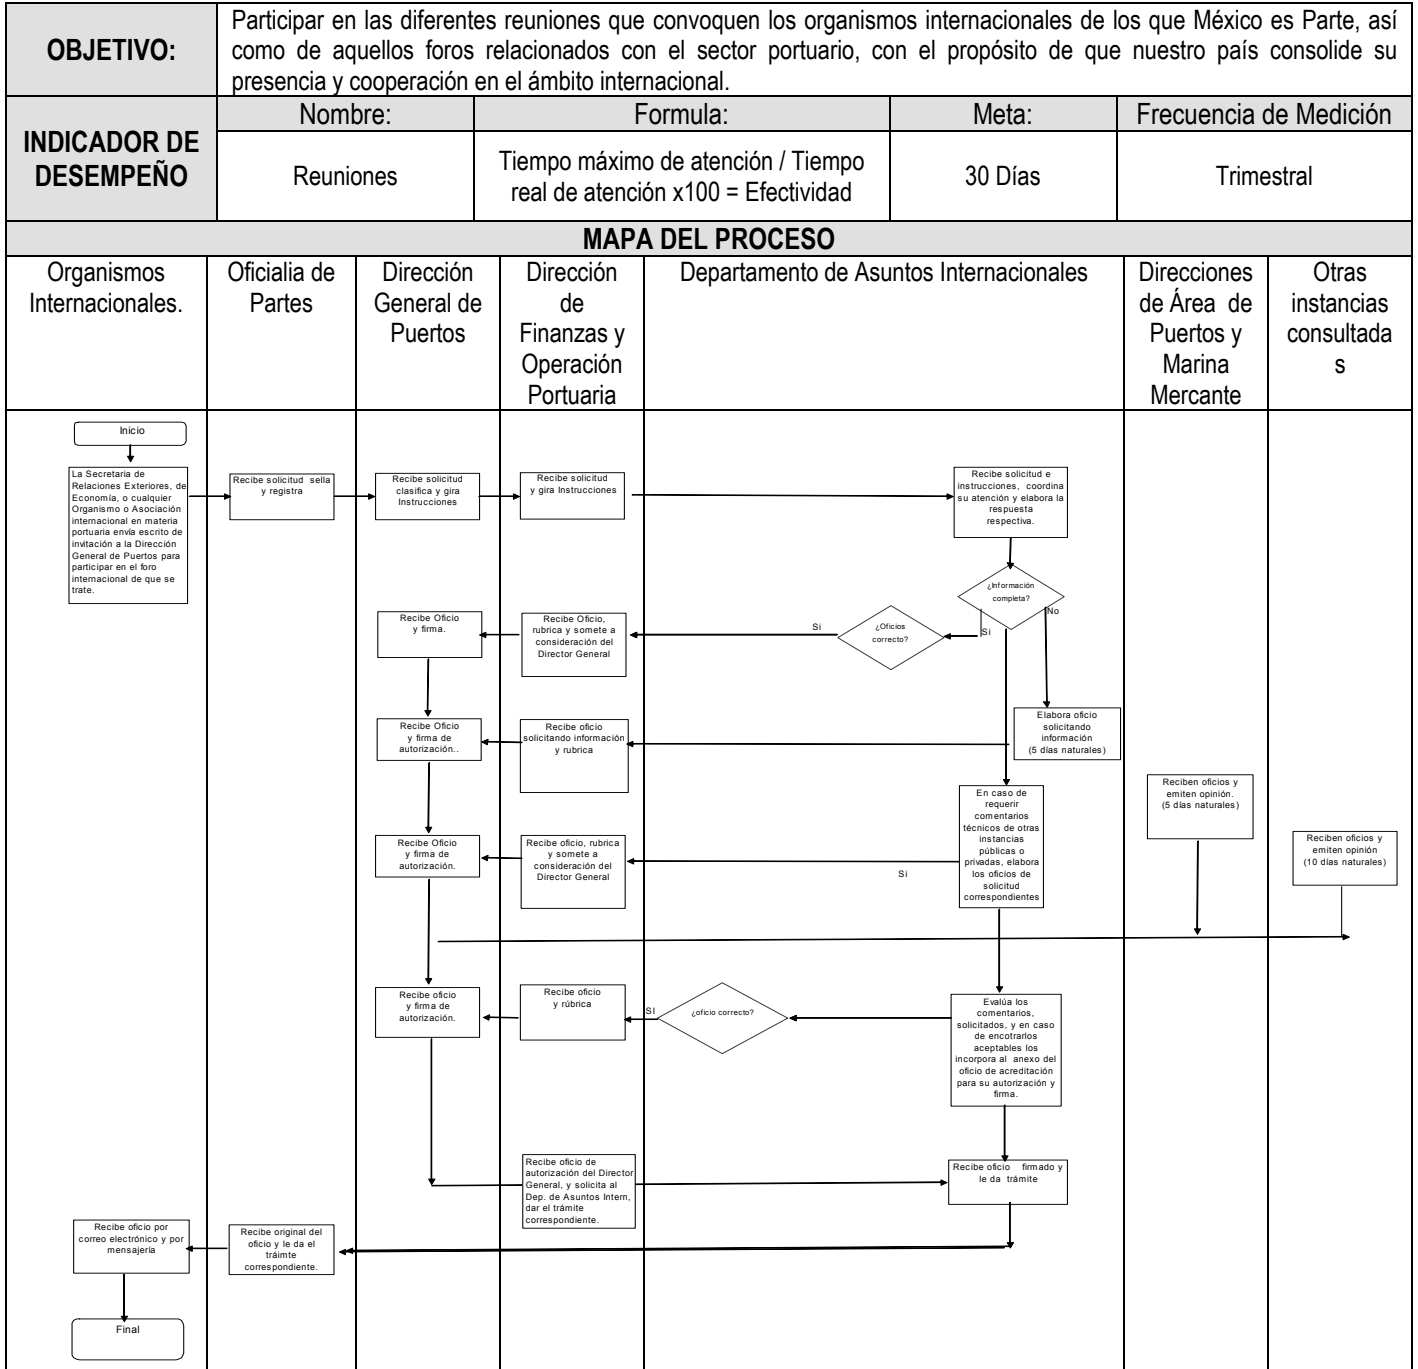 OBJETIVO:
Participar en las diferentes reuniones que convoquen los organismos internacionales de los que México es Parte, así
como de aquellos foros relacionados con el sector portuario, con el propósito de que nuestro país consolide su
presencia y cooperación en el ámbito internacional.
INDICADOR DE
DESEMPEÑO
Nombre:
Formula:
Meta:
Frecuencia de Medición
Reuniones
Tiempo máximo de atención / Tiempo
real de atención x100 = Efectividad
30 Días
Trimestral
MAPA DEL PROCESO
Organismos
Internacionales.
Oficialia de
Partes
Dirección
General de
Puertos
Dirección
de
Finanzas y
Operación
Portuaria
Departamento de Asuntos Internacionales
Direcciones
de Área de
Puertos y
Marina
Mercante
Otras
instancias
consultada
s
Inicio
La Secretaria de
Relaciones Exteriores, de
Economía, o cualquier
Organismo o Asociación
internacional en materia
portuaria envía escrito de
invitación a la Dirección
General de Puertos para
participar en el foro
internacional de que se
trate.
Recibe solicitud sella
y registra
Recibe solicitud
clasifica y gira
Instrucciones
Recibe solicitud
y gira Instrucciones
Recibe solicitud e
instrucciones, coordina
su atención y elabora la
respuesta
respectiva.
¿Información
completa?
No
Si
¿Oficios
correcto?
Si
Recibe Oficio,
rubrica y somete a
consideración del
Director General
Recibe Oficio
y firma.
Elabora oficio
solicitando
información
(5 días naturales)
Recibe oficio
solicitando información
y rubrica
Recibe Oficio
y firma de
autorización..
Reciben oficios y
emiten opinión.
(5 días naturales)
En caso de
requerir
comentarios
técnicos de otras
instancias
públicas o
privadas, elabora
los oficios de
solicitud
correspondientes
Reciben oficios y
emiten opinión
(10 días naturales)
Si
Recibe oficio, rubrica
y somete a
consideración del
Director General
Recibe Oficio
y firma de
autorización.
Evalúa los
comentarios,
solicitados, y en caso
de encotrarlos
aceptables los
incorpora al anexo del
oficio de acreditación
para su autorización y
firma.
¿oficio correcto?
SI
Recibe oficio
y rúbrica
Recibe oficio
y firma de
autorización.
Recibe oficio de
autorización del Director
General, y solicita al
Dep. de Asuntos Intern,
dar el trámite
correspondiente.
Recibe oficio firmado y
le da trámite
Recibe original del
oficio y le da el
tráimte
correspondiente.
Recibe oficio por
correo electrónico y por
mensajería
Final